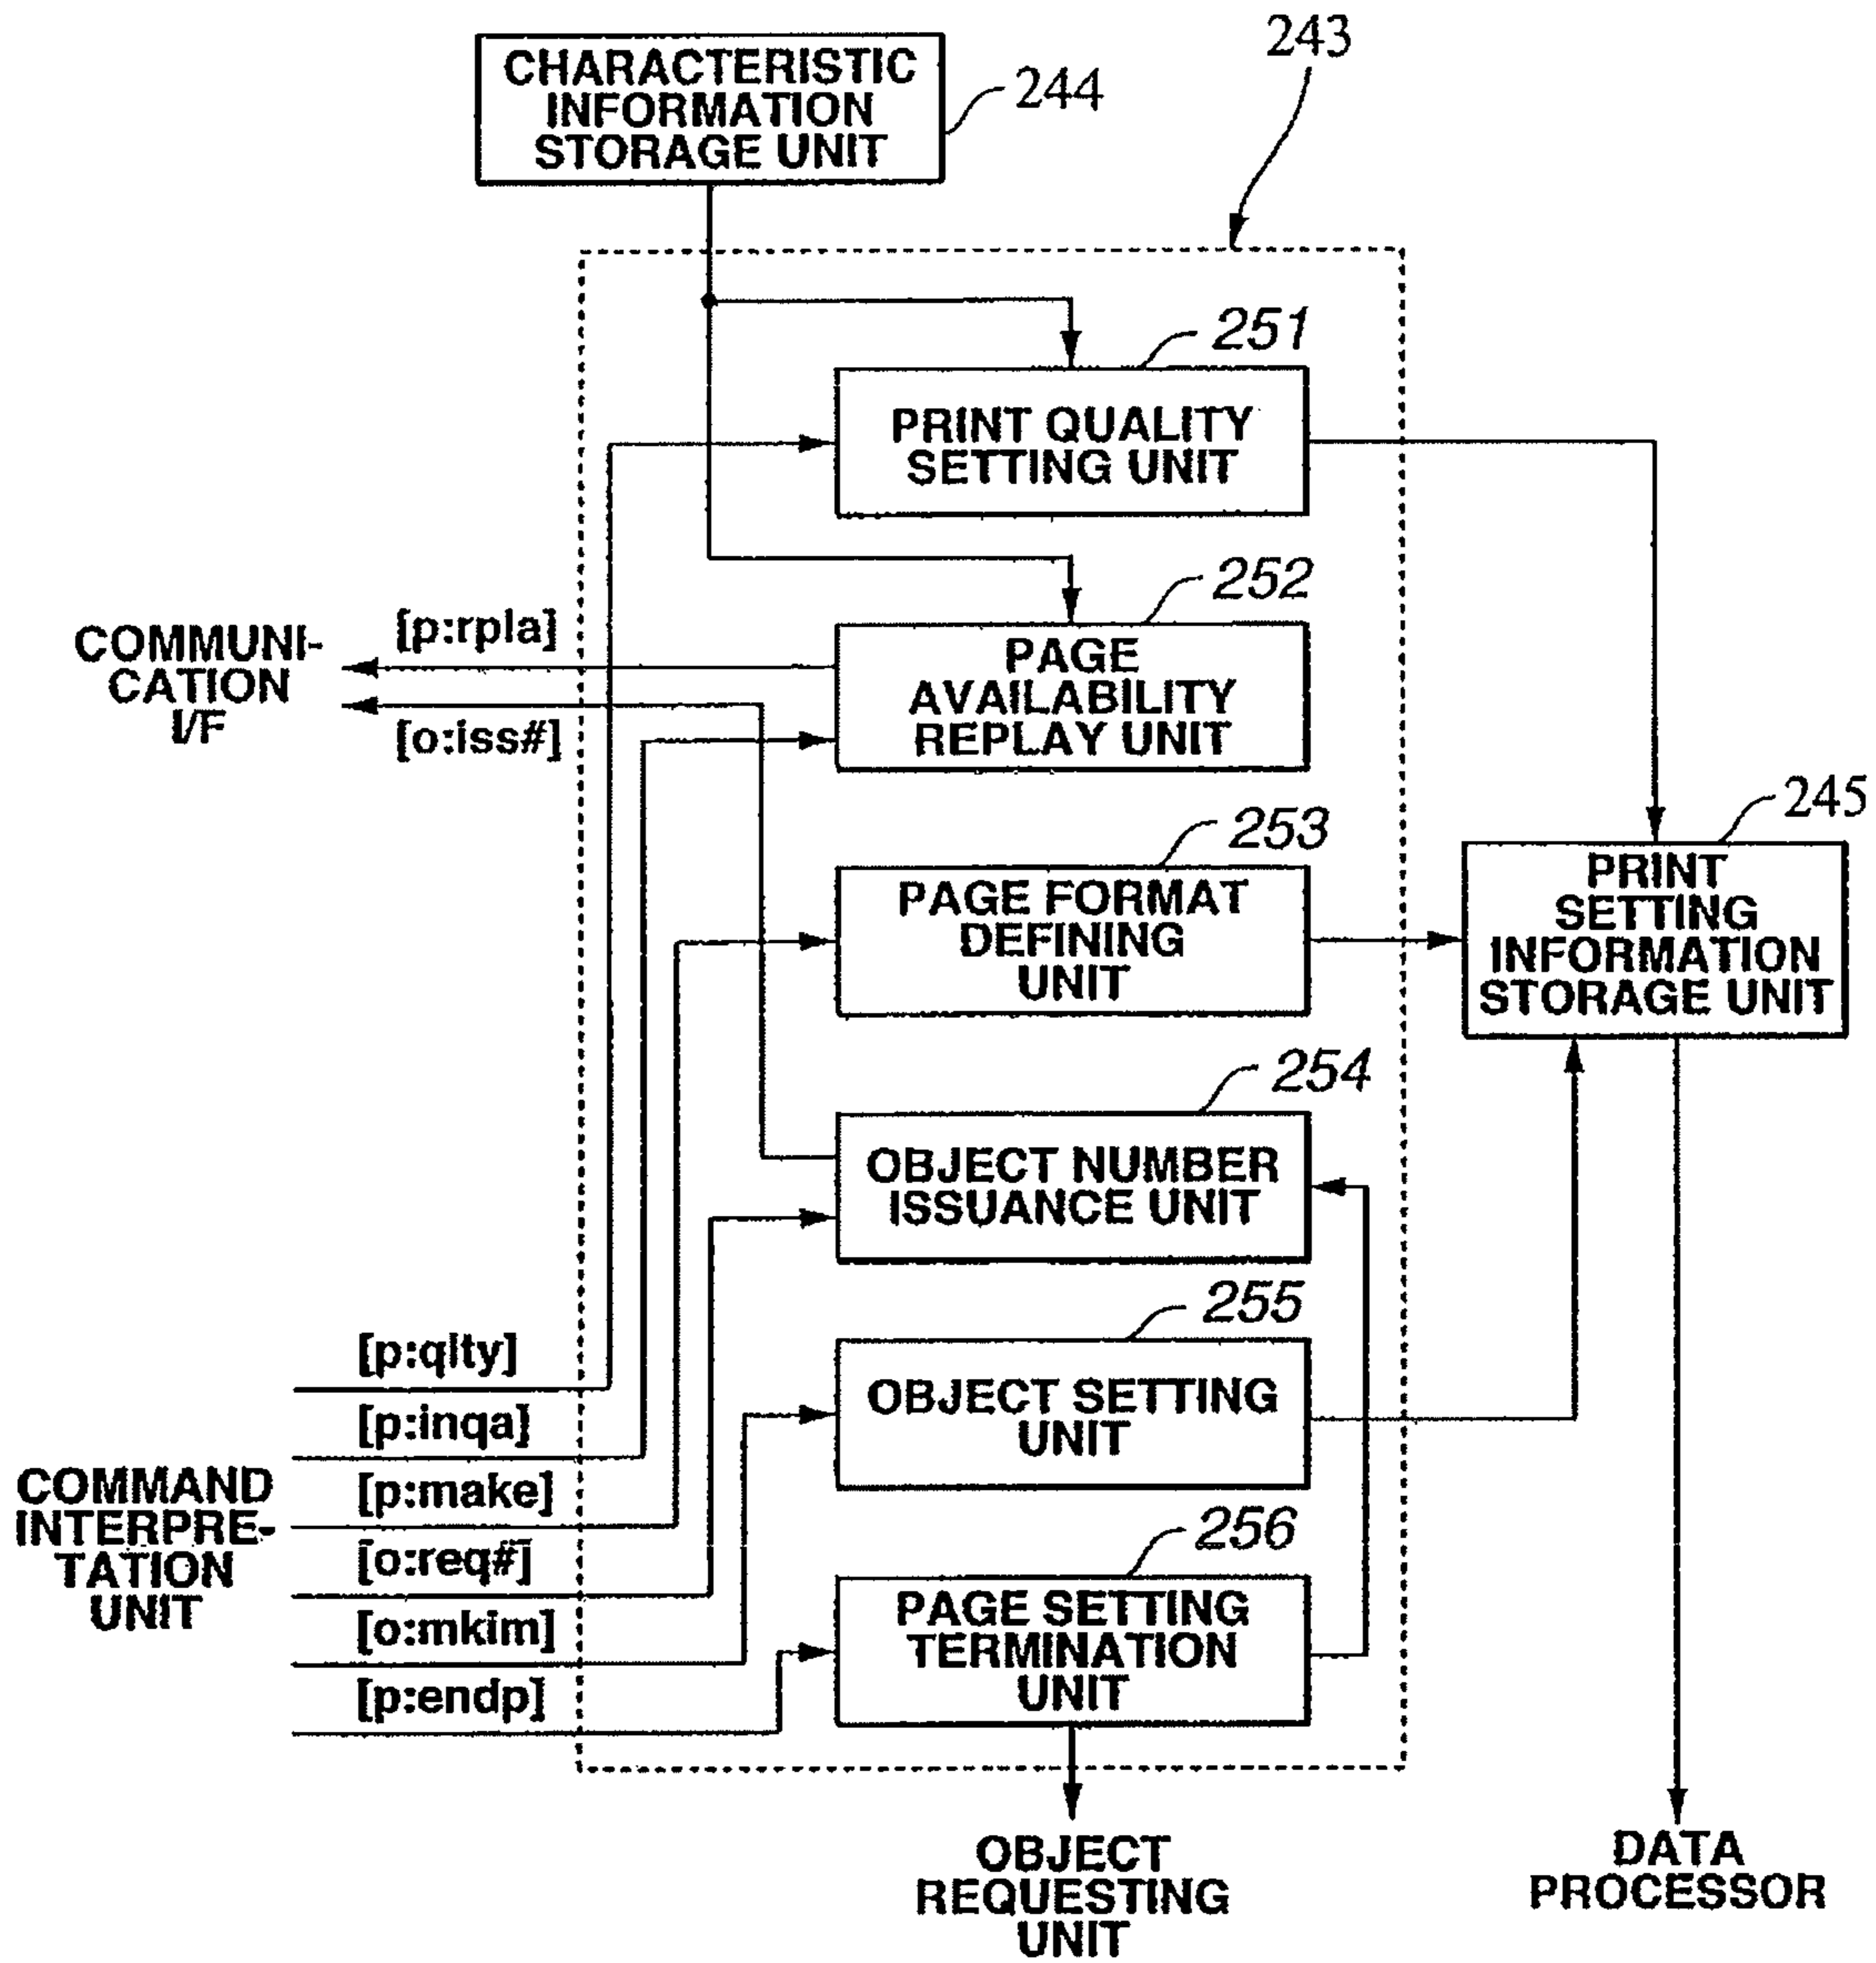 243
CHARACTERISTIC
INFORMATION
STORAGE UNIT
244
251
PRINT QUALITY
SETTING UNIT
252
[p:rpla]
COMMUNI-
CATION
I/F
PAGE
AVAILABILITY
REPLAY UNIT
[o:iss#]
245
253
PAGE FORMAT
DEFINING
UNIT
PRINT
SETTING
INFORMATION
STORAGE UNIT
254
OBJECT NUMBER
ISSUANCE UNIT
255
OBJECT SETTING
UNIT
[p:qlty]
[p:inqa]
[p:make]
[o:req#]
[o:mkim]
[p:endp]
COMMAND
INTERPRE-
TATION
UNIT
256
PAGE SETTING
TERMINATION
UNIT
OBJECT
REQUESTING
UNIT
DATA
PROCESSOR